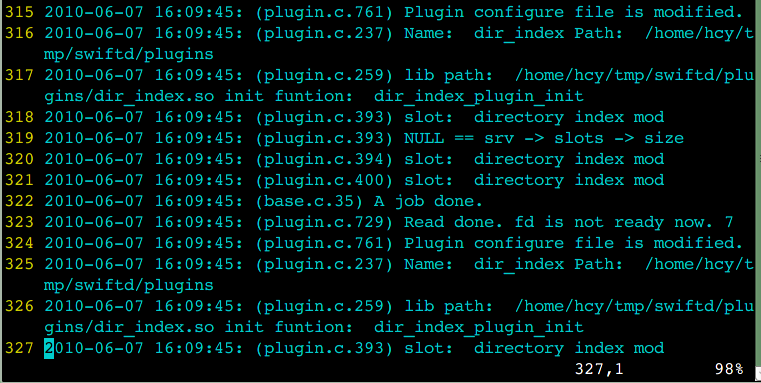 315 2010-06-07 16:09:45: (plugin.c.761) Plugin configure file is modified.
316 2010-06-07 16:09:45: (plugin.c.237) Name:  dir_index Path:  /home/hcy/t
mp/swiftd/plugins
317 2010-06-07 16:09:45: (plugin.c.259) lib path:  /home/hcy/tmp/swiftd/plu
gins/dir_index.so init funtion:  dir_index_plugin_init
318 2010-06-07 16:09:45: (plugin.c.393) slot:  directory index mod
319 2010-06-07 16:09:45: (plugin.c.393) NULL == srv -> slots -> size
320 2010-06-07 16:09:45: (plugin.c.394) slot:  directory index mod
321 2010-06-07 16:09:45: (plugin.c.400) slot:  directory index mod
322 2010-06-07 16:09:45: (base.c.35) A job done.
323 2010-06-07 16:09:45: (plugin.c.729) Read done. fd is not ready now. 7
324 2010-06-07 16:09:45: (plugin.c.761) Plugin configure file is modified.
325 2010-06-07 16:09:45: (plugin.c.237) Name:  dir_index Path:  /home/hcy/t
mp/swiftd/plugins
326 2010-06-07 16:09:45: (plugin.c.259) lib path:  /home/hcy/tmp/swiftd/plu
gins/dir_index.so init funtion:  dir_index_plugin_init
327 2010-06-07 16:09:45: (plugin.c.393) slot:  directory index mod
327,1 98%